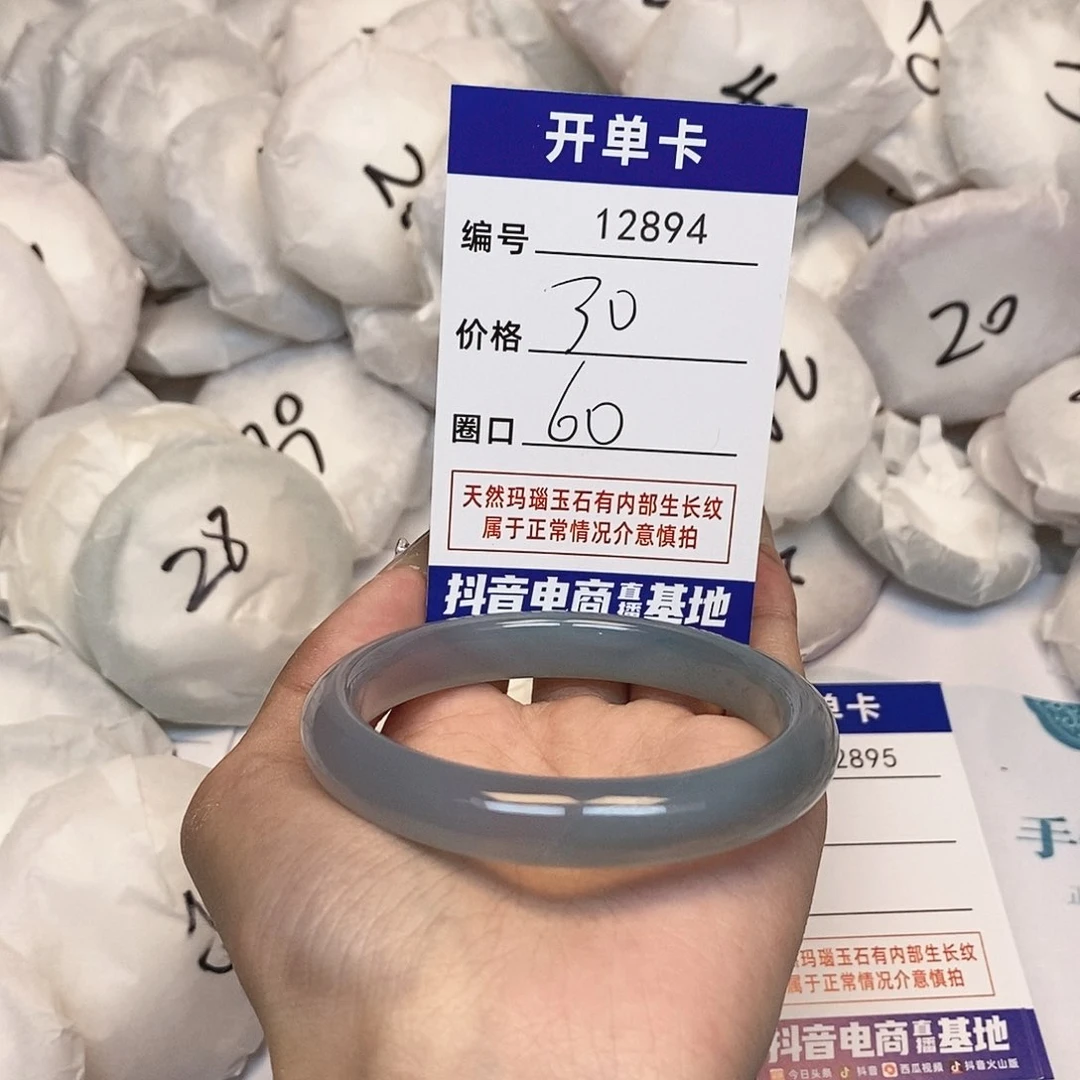 开单卡
编号 12894
价格 30
圈口 60
天然玛瑙玉石有内部生长纹
属于正常情况介意慎拍
抖音电商直播基地
20
28
单卡
2895
玛瑙玉石有内部生长纹
属于正常情况介意慎拍
抖音电商直播基地
今日头条 抖音 西瓜视频 抖音火山版
手